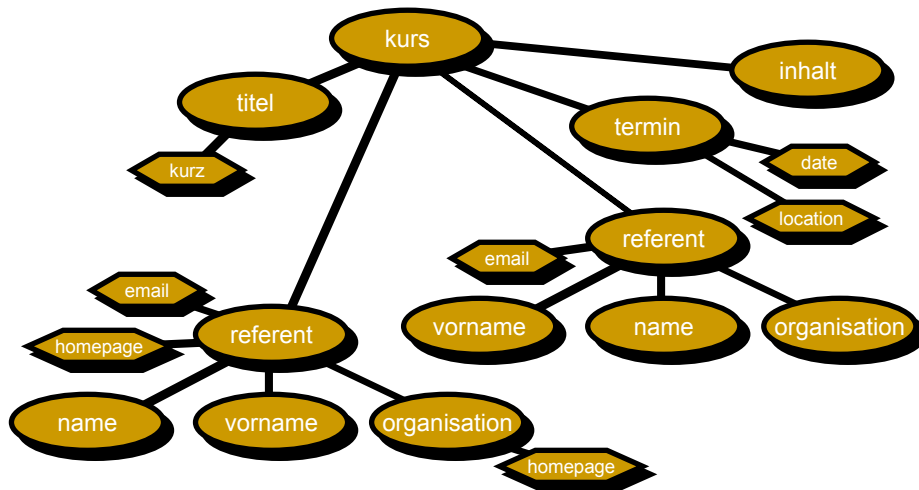 kurs
inhalt
titel
termin
kurz
date
location
referent
email
vorname
name
organisation
email
referent
homepage
name
vorname
organisation
homepage